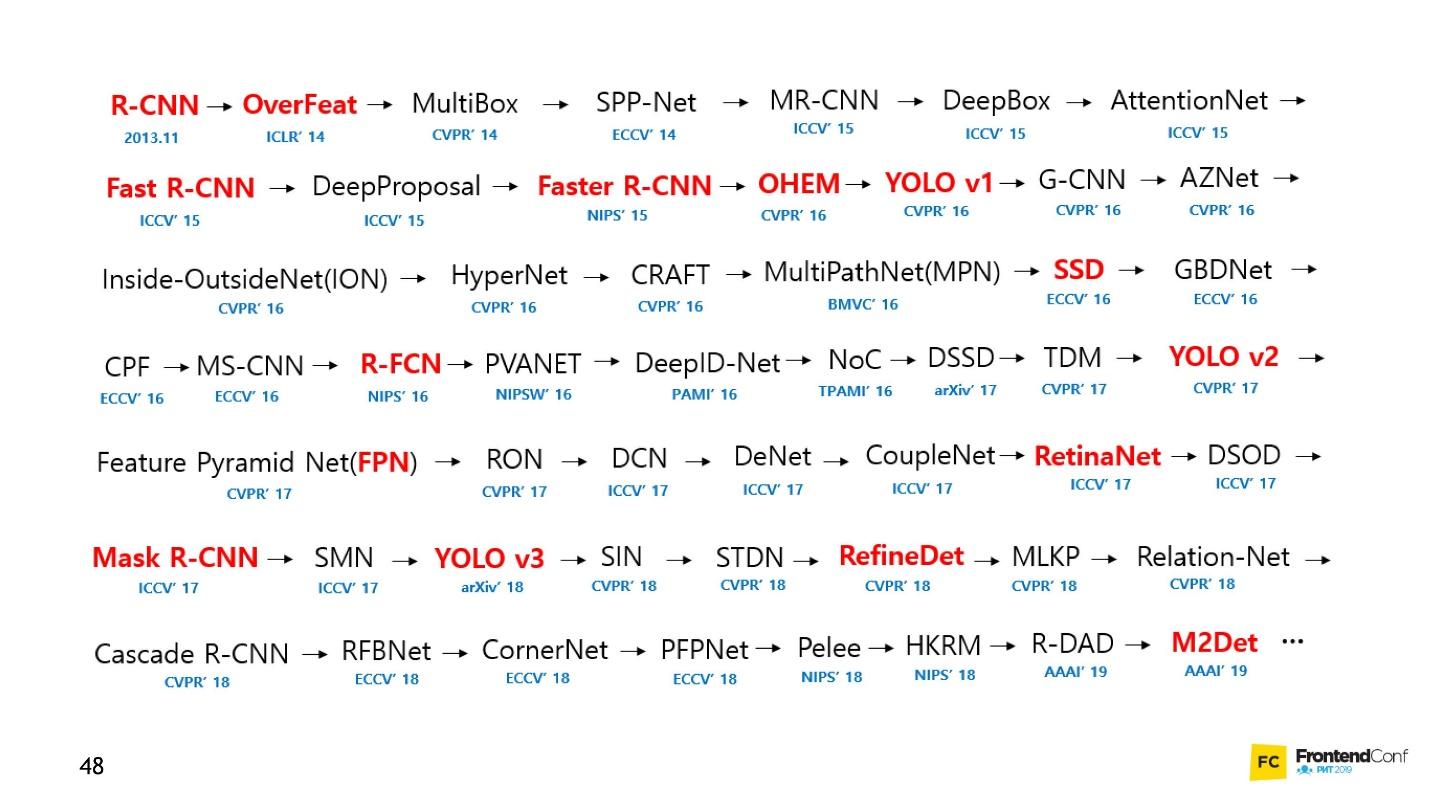 R-CNN → OverFeat → MultiBox → SPP-Net → MR-CNN → DeepBox → AttentionNet →
2013.11 ICLR' 14 CVPR' 14 ECCV' 14 ICCV' 15 ICCV' 15 ICCV' 15
Fast R-CNN → DeepProposal → Faster R-CNN → OHEM → YOLO v1 → G-CNN → AZNet →
ICCV' 15 ICCV' 15 NIPS' 15 CVPR' 16 CVPR' 16 CVPR' 16 CVPR' 16
Inside-OutsideNet(ION) → HyperNet → CRAFT → MultiPathNet(MPN) → SSD → GBDNet →
CVPR' 16 CVPR' 16 CVPR' 16 BMVC' 16 ECCV' 16 ECCV' 16
CPF → MS-CNN → R-FCN → PVANET → DeepID-Net → NoC → DSSD → TDM → YOLO v2 →
ECCV' 16 ECCV' 16 NIPS' 16 NIPSW' 16 PAMI' 16 TPAMI' 16 arXiv' 17 CVPR' 17 CVPR' 17
Feature Pyramid Net(FPN) → RON → DCN → DeNet → CoupleNet → RetinaNet → DSOD →
CVPR' 17 CVPR' 17 ICCV' 17 ICCV' 17 ICCV' 17 ICCV' 17 ICCV' 17
Mask R-CNN → SMN → YOLO v3 → SIN → STDN → RefineDet → MLKP → Relation-Net →
ICCV' 17 ICCV' 17 arXiv' 18 CVPR' 18 CVPR' 18 CVPR' 18 CVPR' 18 CVPR' 18
Cascade R-CNN → RFBNet → CornerNet → PFPNet → Pelee → HKRM → R-DAD → M2Det ···
CVPR' 18 ECCV' 18 ECCV' 18 ECCV' 18 NIPS' 18 NIPS' 18 AAAI' 19 AAAI' 19
48
FC FrontendConf
РИТ 2019